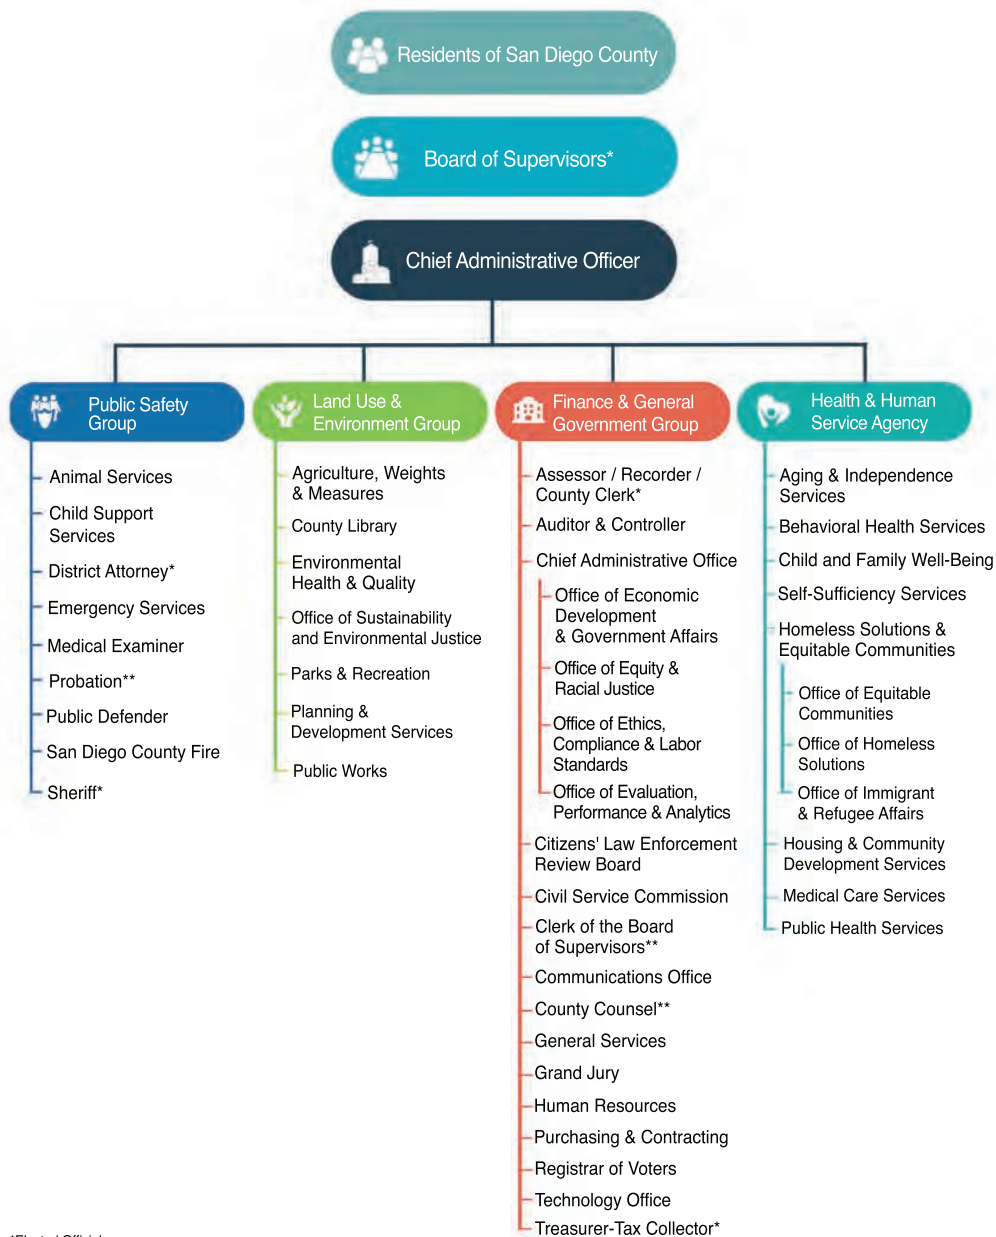 Residents of San Diego County
Board of Supervisors*
Chief Administrative Officer
Public Safety
Group
Animal Services
Child Support
Services
District Attorney*
Emergency Services
Medical Examiner
Probation**
Public Defender
San Diego County Fire
Sheriff*
Land Use &
Environment Group
Agriculture, Weights
& Measures
County Library
Environmental
Health & Quality
Office of Sustainability
and Environmental Justice
Parks & Recreation
Planning &
Development Services
Public Works
Finance & General
Government Group
Assessor / Recorder /
County Clerk*
Auditor & Controller
Chief Administrative Office
Office of Economic
Development
& Government Affairs
Office of Equity &
Racial Justice
Office of Ethics,
Compliance & Labor
Standards
Office of Evaluation,
Performance & Analytics
Citizens' Law Enforcement
Review Board
Civil Service Commission
Clerk of the Board
of Supervisors**
Communications Office
County Counsel**
General Services
Grand Jury
Human Resources
Purchasing & Contracting
Registrar of Voters
Technology Office
Treasurer-Tax Collector*
Health & Human
Service Agency
Aging & Independence
Services
Behavioral Health Services
Child and Family Well-Being
Self-Sufficiency Services
Homeless Solutions &
Equitable Communities
Office of Equitable
Communities
Office of Homeless
Solutions
Office of Immigrant
& Refugee Affairs
Housing & Community
Development Services
Medical Care Services
Public Health Services